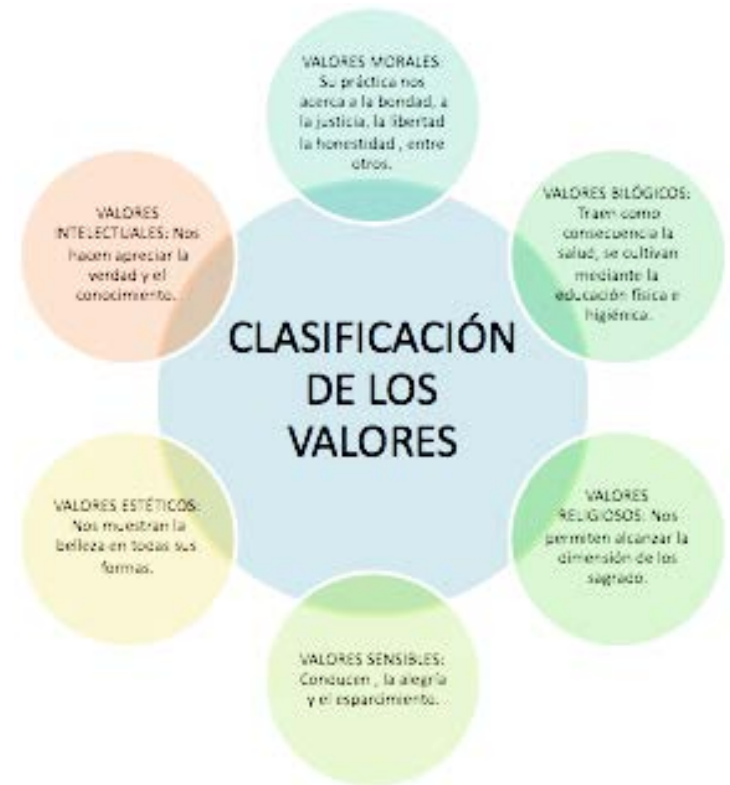 VALORES MORALES:
Su práctica nos
acerca a la bondad, a
la justicia, la libertad
la honestidad , entre
otros.
VALORES BILÓGICOS:
Traen como
consecuencia la
salud, se cultivan
mediante la
educación física e
higiénica.
VALORES
RELIGIOSOS: Nos
permiten alcanzar la
dimensión de los
sagrado.
VALORES SENSIBLES:
Conducen , la alegría
y el esparcimiento.
VALORES ESTÉTICOS:
Nos muestran la
belleza en todas sus
formas.
VALORES
INTELECTUALES: Nos
hacen apreciar la
verdad y el
conocimiento.
CLASIFICACIÓN
DE LOS
VALORES